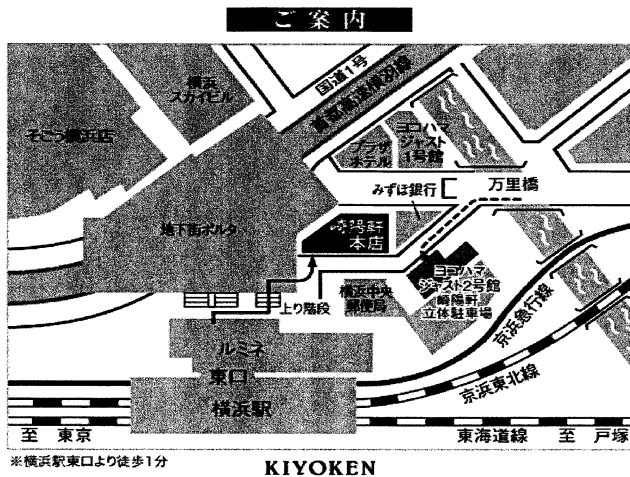 ご案内
横浜
スカイビル
国道1号
首都高速横羽線
そごう横浜店
プラザ
ホテル
ヨコハマ
ジャスト
1号館
みずほ銀行
万里橋
地下街ポルタ
崎陽軒
本店
ヨコハマ
ジャスト2号館
崎陽軒
立体駐車場
上り階段
横浜中央
郵便局
京浜急行線
ルミネ
東口
横浜駅
京浜東北線
至 東京
東海道線
至 戸塚
※横浜駅東口より徒歩1分
KIYOKEN